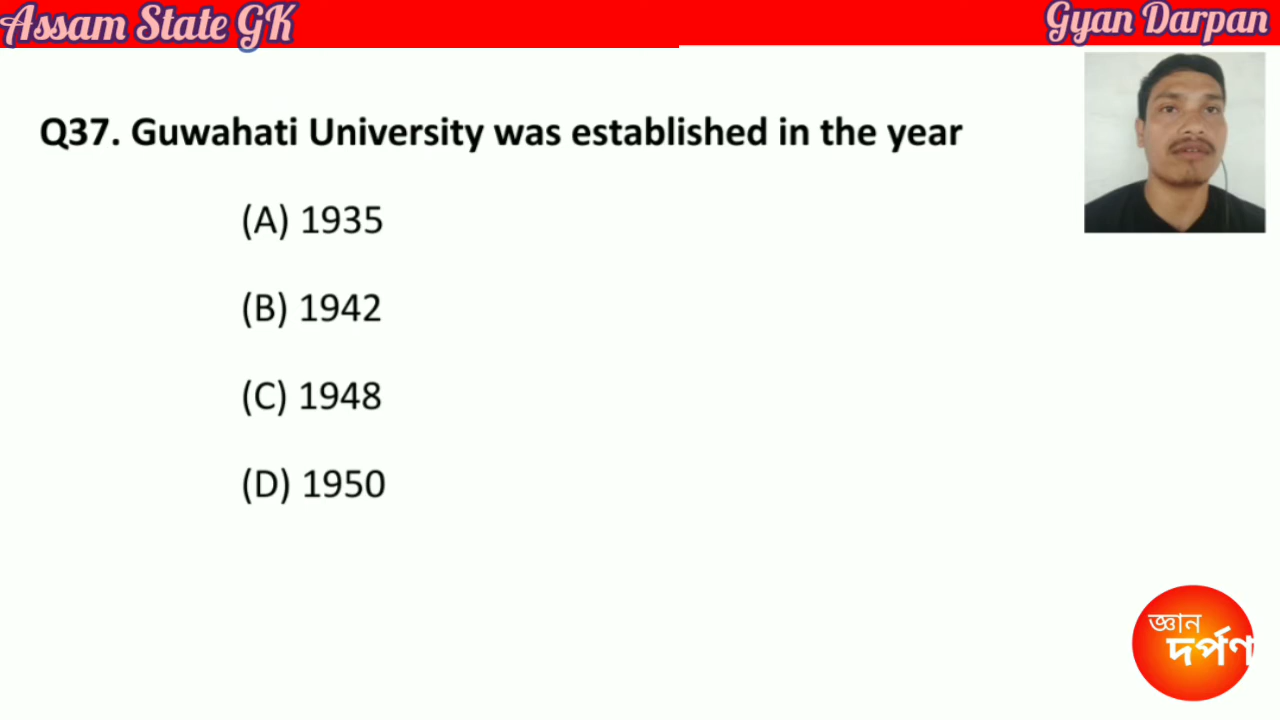 Assam State GK
Gyan Darpan
Q37. Guwahati University was established in the year
(A) 1935
(B) 1942
(C) 1948
(D) 1950
জ্ঞান
দৰ্পণ